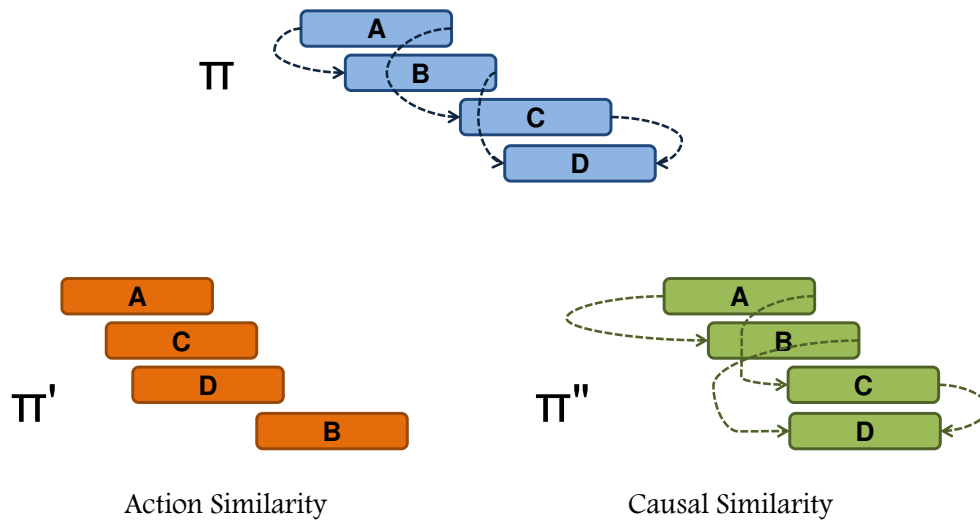 A
π
B
C
D
A
C
D
π'
B
A
B
π"
C
D
Action Similarity
Causal Similarity